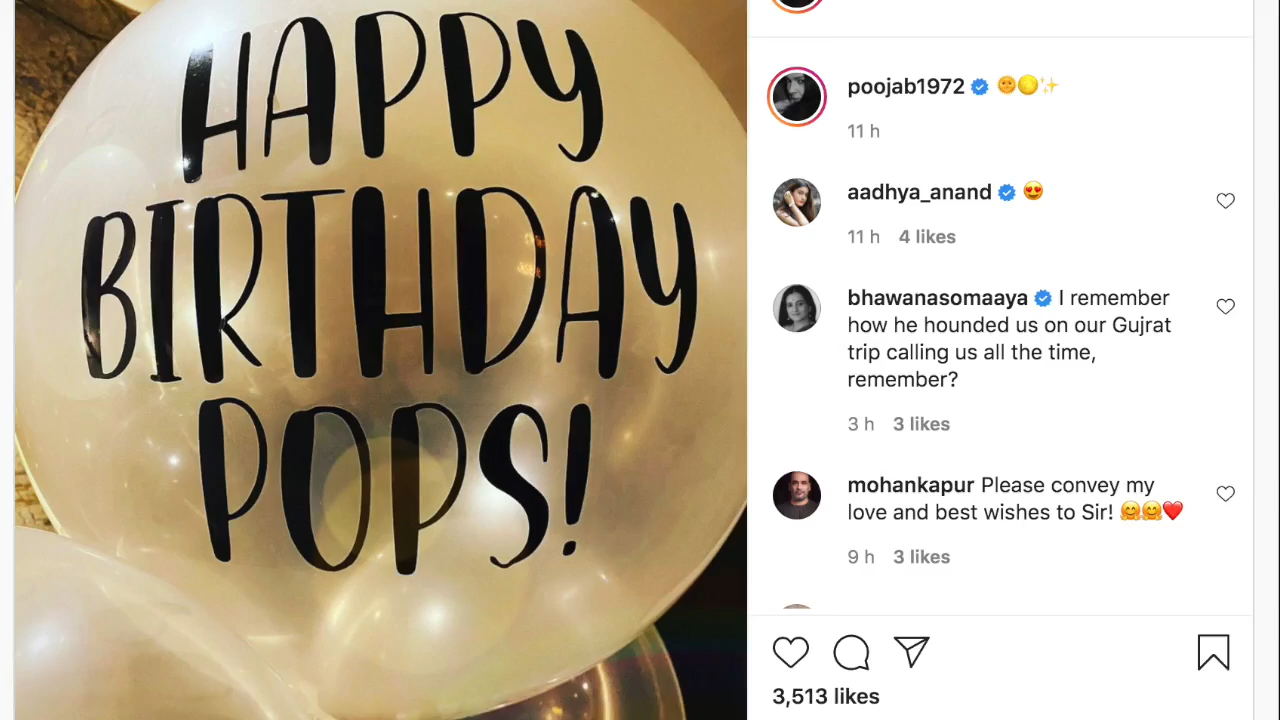 HAPPY
BIRTHDAY
POPS!
poojab1972
11 h
aadhya_anand 😍
11 h 4 likes
bhawanasomaaya I remember
how he hounded us on our Gujrat
trip calling us all the time,
remember?
3 h 3 likes
mohankapur Please convey my
love and best wishes to Sir! 🤗🤗❤️
9 h 3 likes
3,513 likes